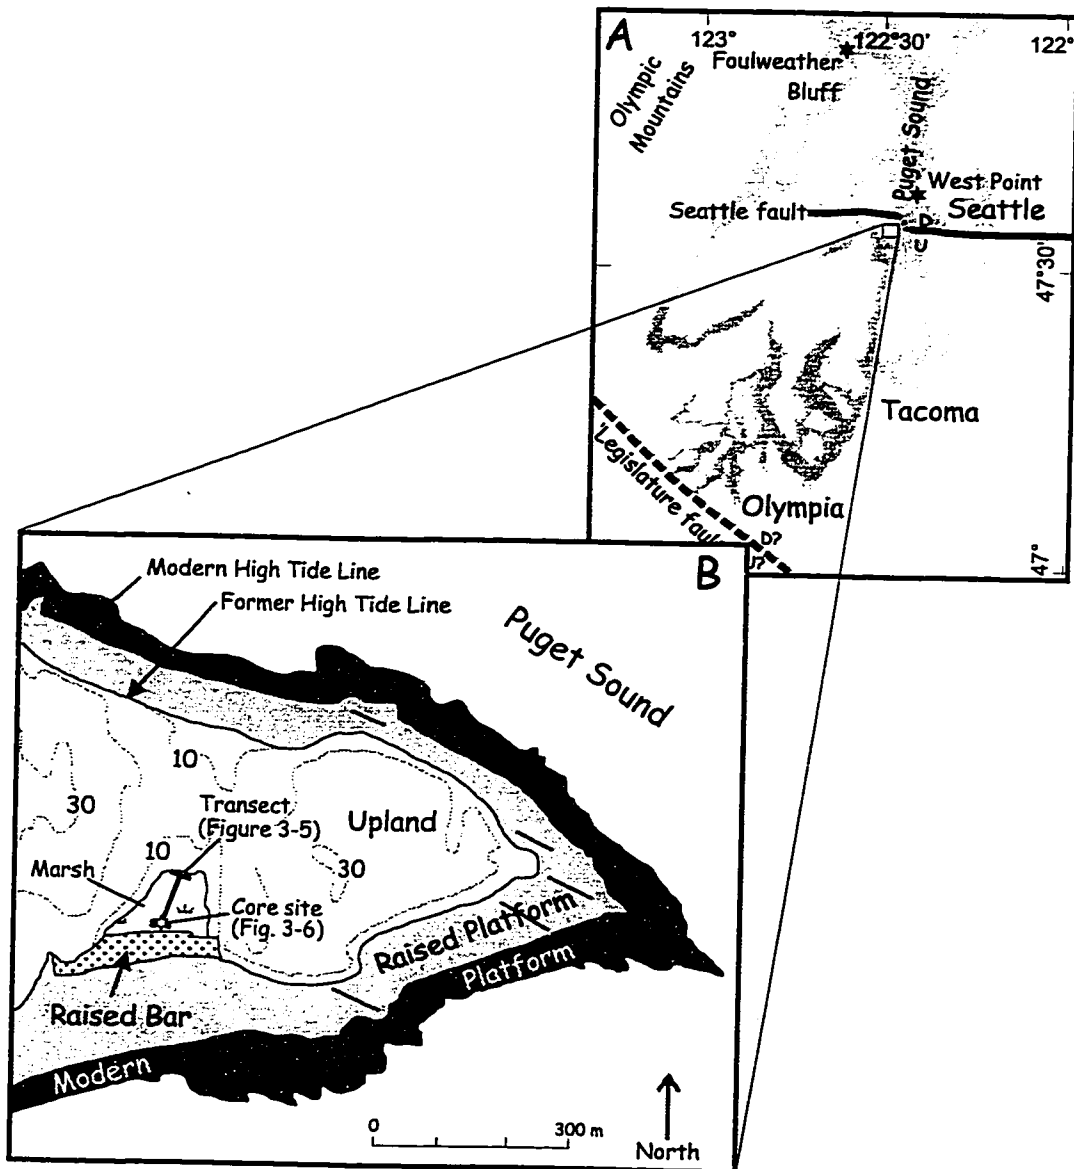 A
123°
122°30'
122°
Olympic
Mountains
Foulweather
Bluff
Puget Sound
West Point
Seattle
Seattle fault
D
U
47°30'
Tacoma
Legislature
Olympia
D?
47°
B
Modern High Tide Line
Former High Tide Line
Puget Sound
10
30
Transect
(Figure 3-5)
Upland
10
30
Marsh
Core site
(Fig. 3-6)
Raised Platform
Platform
Raised Bar
Modern
0
300 m
North